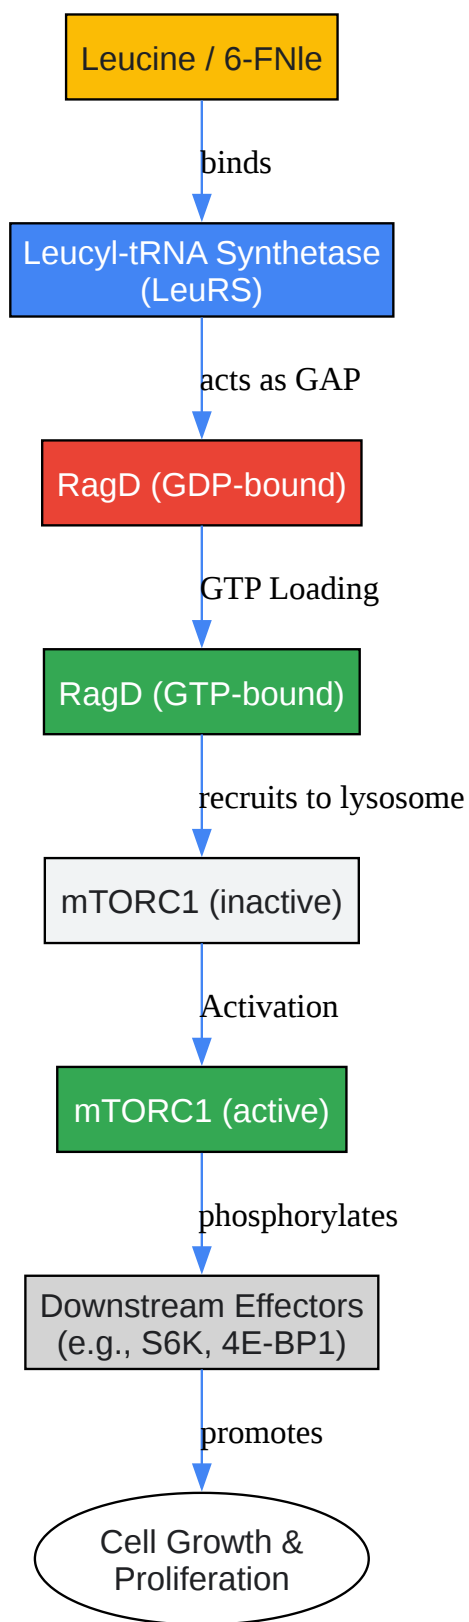 Leucine / 6-FNle
binds
Leucyl-tRNA Synthetase
(LeuRS)
acts as GAP
RagD (GDP-bound)
GTP Loading
RagD (GTP-bound)
recruits to lysosome
mTORC1 (inactive)
Activation
mTORC1 (active)
phosphorylates
Downstream Effectors
(e.g., S6K, 4E-BP1)
promotes
Cell Growth &
Proliferation